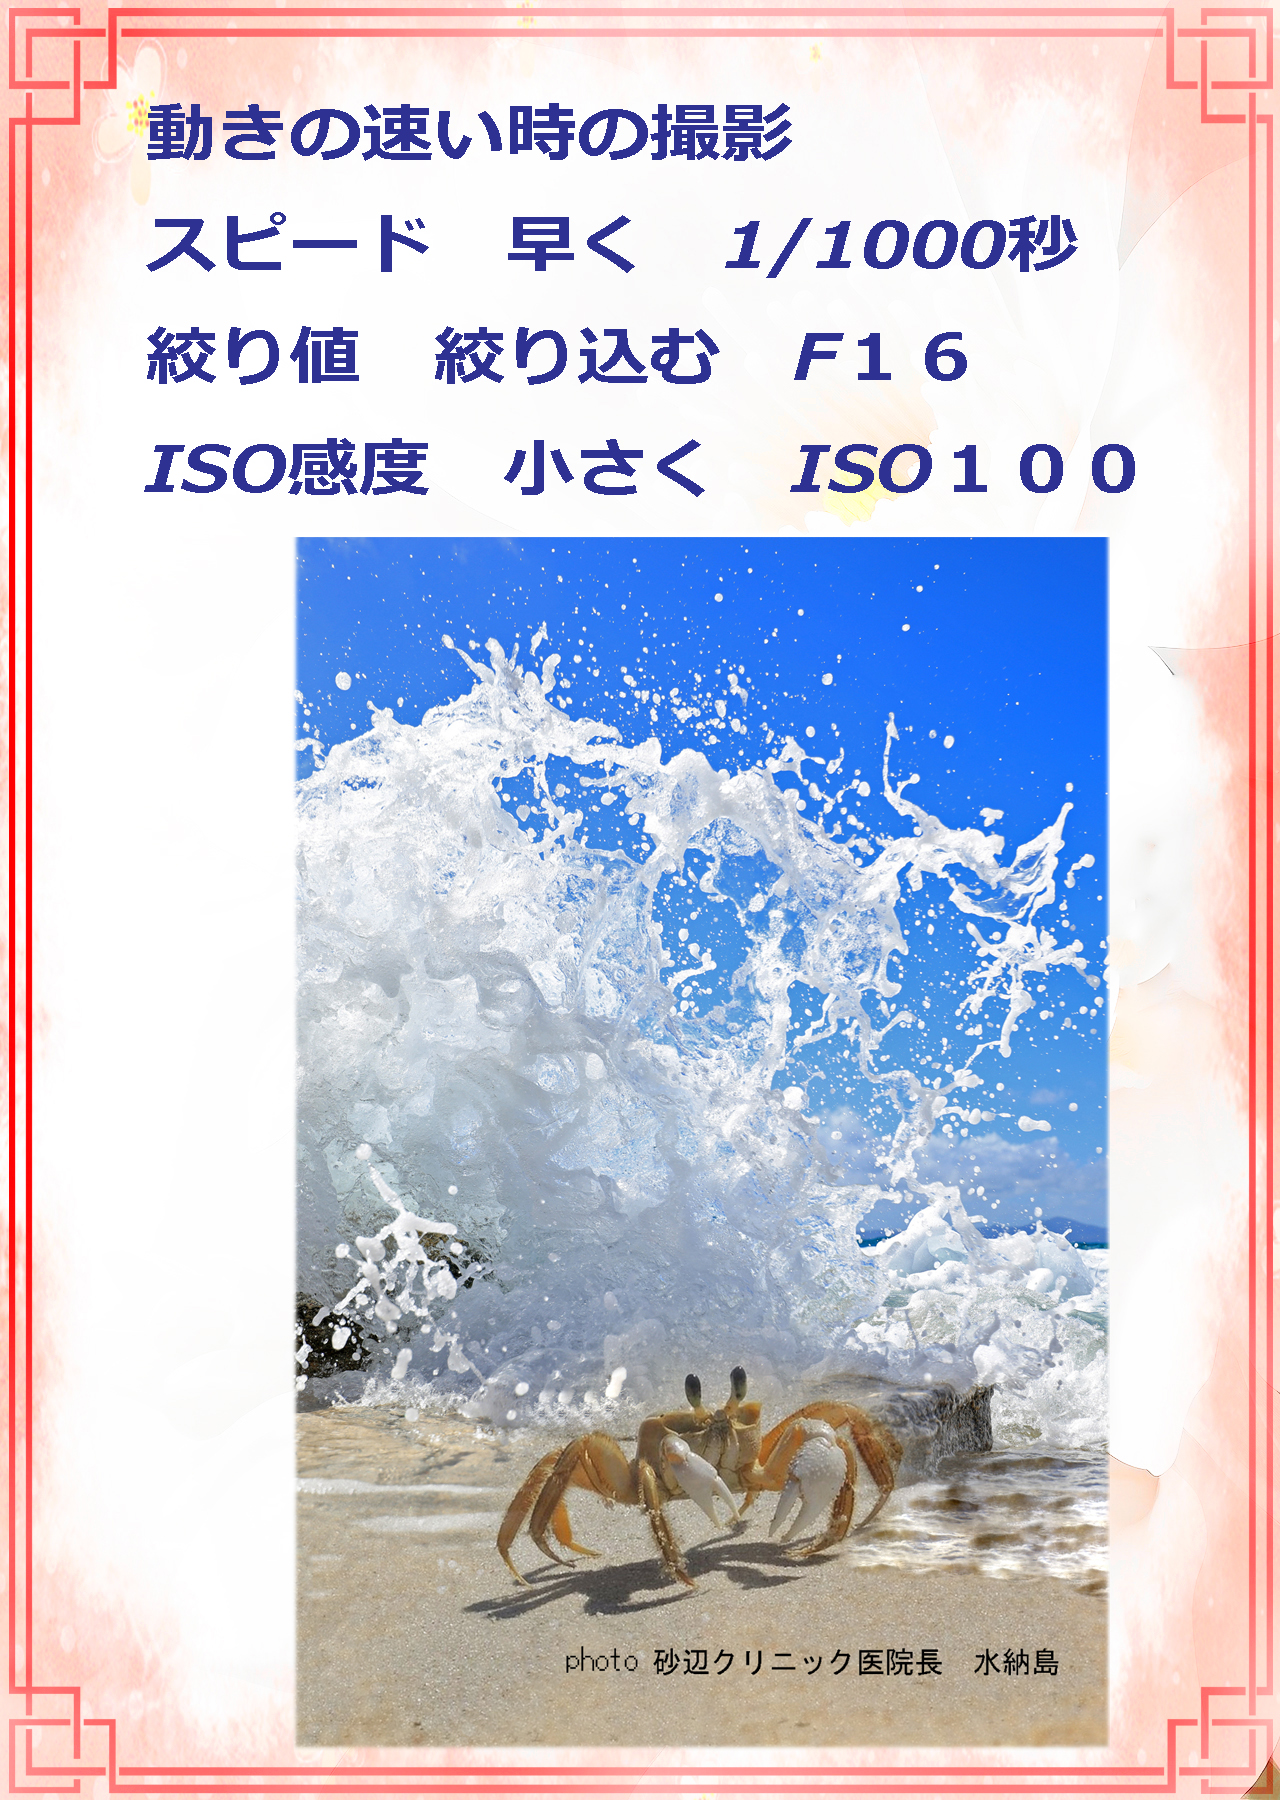 動きの速い時の撮影
スピード　早く　1/1000秒
絞り値　絞り込む　F１６
ISO感度　小さく　ISO１００
photo 砂辺クリニック医院長　水納島